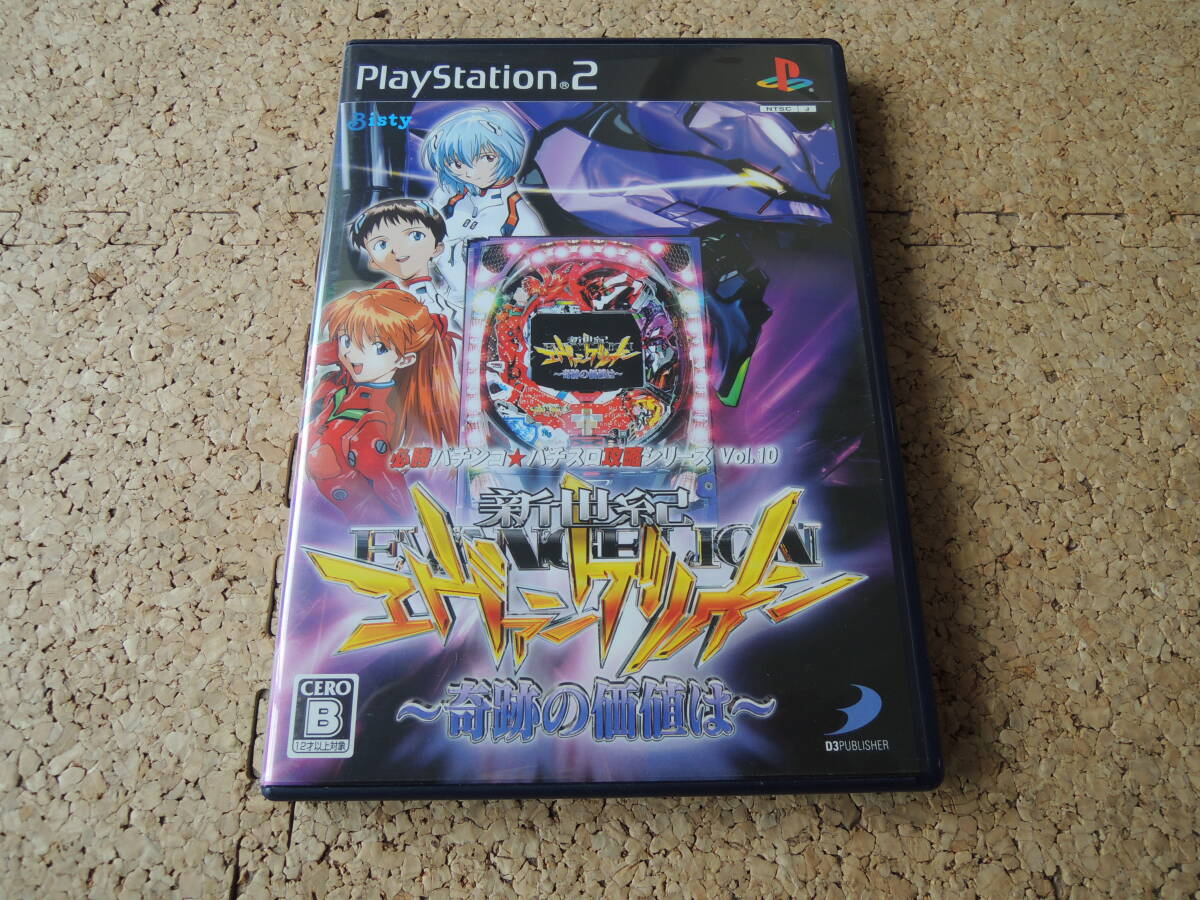 PlayStation®2
NTSC J
Bisty
新世紀
エヴァンゲリオン
～奇跡の価値は～
必勝パチンコ★パチスロ攻略シリーズ Vol.10
新世紀
EVANGELION
エヴァンゲリオン
～奇跡の価値は～
CERO
B
12才以上対象
D3PUBLISHER